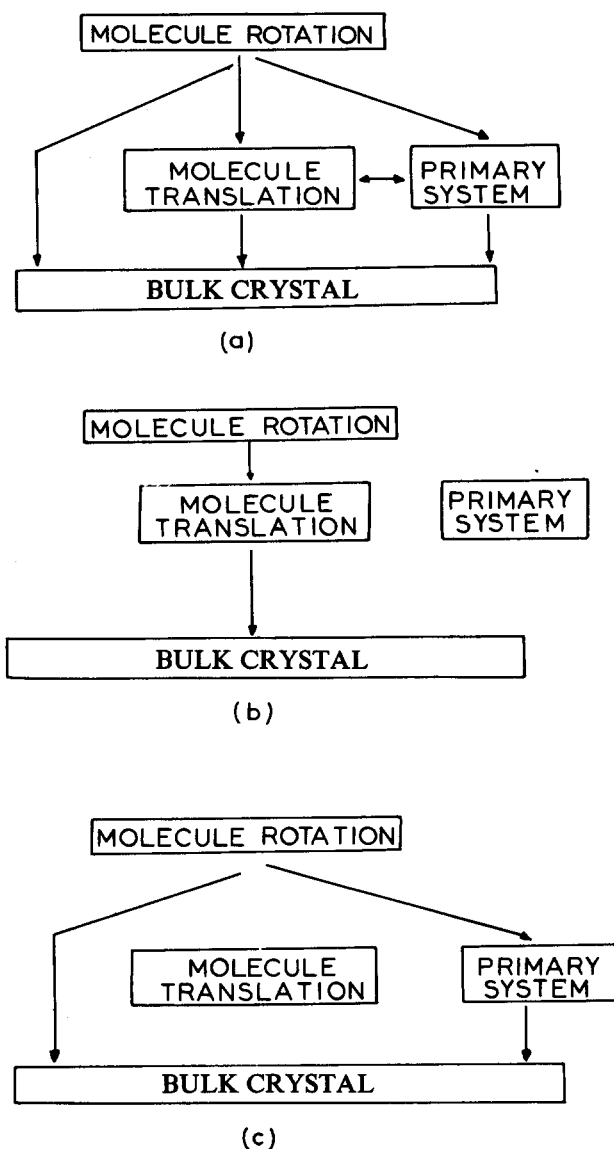 MOLECULE ROTATION
MOLECULE
TRANSLATION
PRIMARY
SYSTEM
BULK CRYSTAL
(a)
MOLECULE ROTATION
MOLECULE
TRANSLATION
PRIMARY
SYSTEM
BULK CRYSTAL
(b)
MOLECULE ROTATION
MOLECULE
TRANSLATION
PRIMARY
SYSTEM
BULK CRYSTAL
(c)